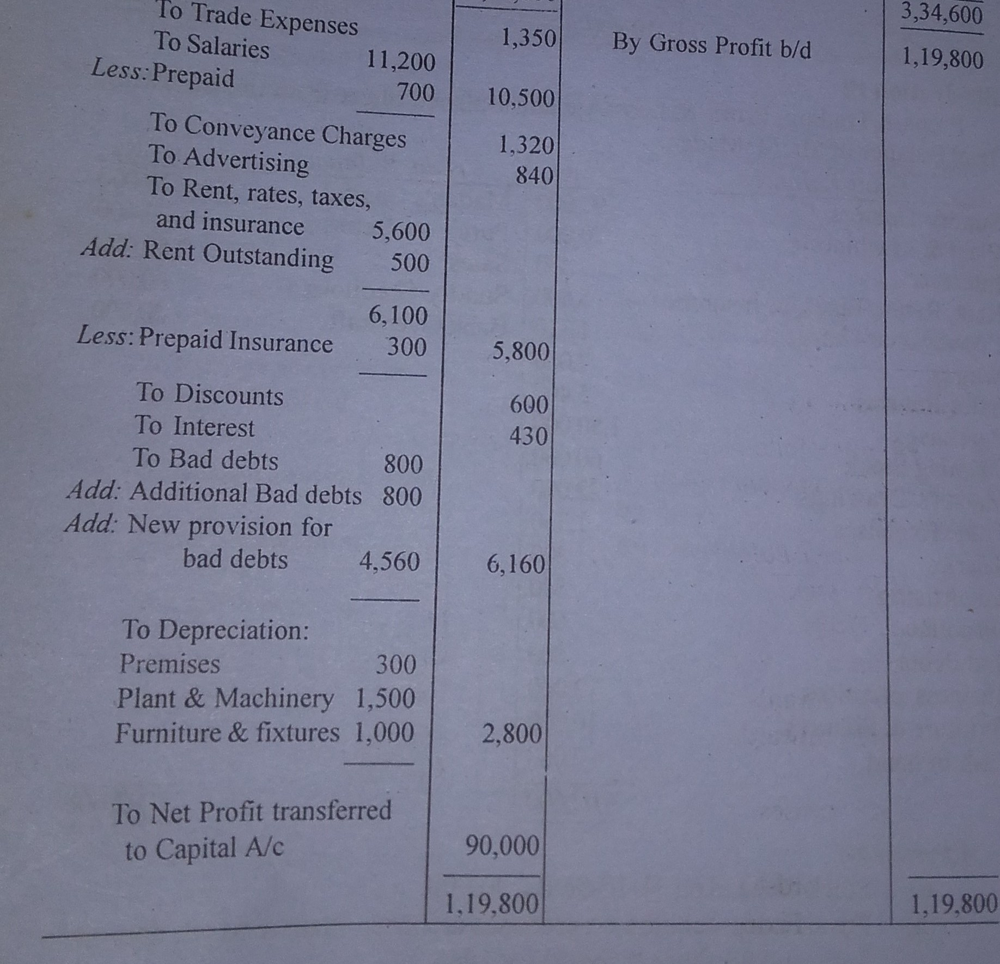 3,34,600
To Trade Expenses 1,350 By Gross Profit b/d 1,19,800
To Salaries 11,200
Less: Prepaid 700 10,500
To Conveyance Charges 1,320
To Advertising 840
To Rent, rates, taxes,
and insurance 5,600
Add: Rent Outstanding 500
6,100
Less: Prepaid Insurance 300 5,800
To Discounts 600
To Interest 430
To Bad debts 800
Add: Additional Bad debts 800
Add: New provision for
bad debts 4,560 6,160
To Depreciation:
Premises 300
Plant & Machinery 1,500
Furniture & fixtures 1,000 2,800
To Net Profit transferred
to Capital A/c 90,000
1,19,800 1,19,800